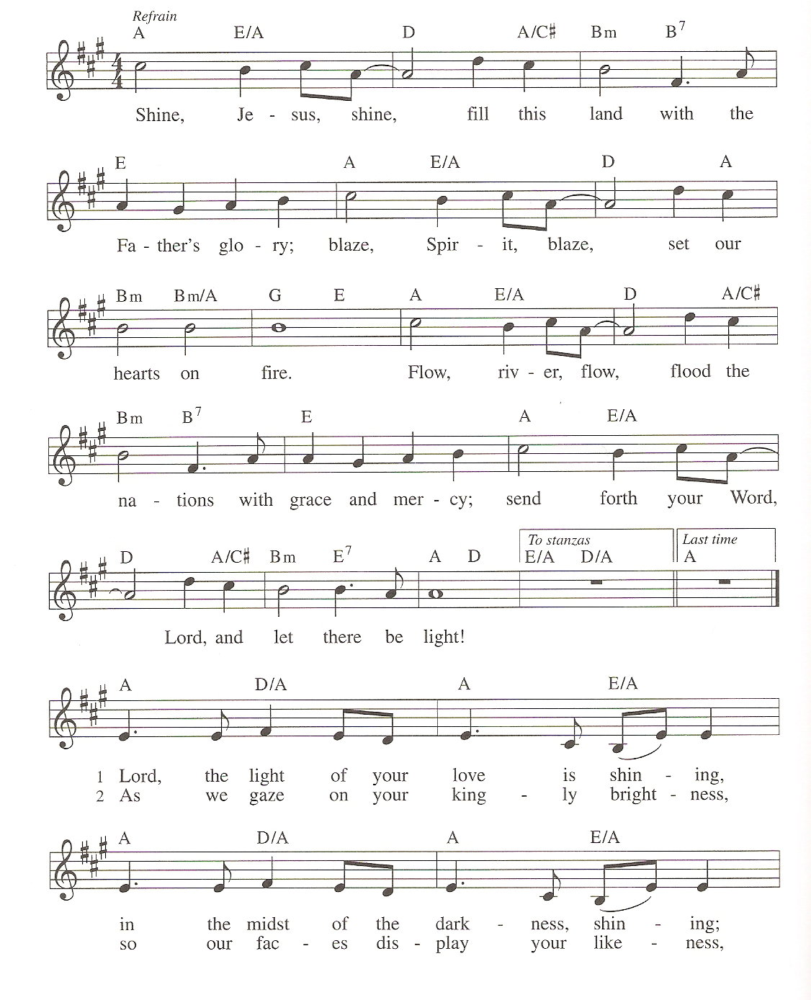 Refrain
A E/A D A/C♯ Bm B7
Shine, Je - sus, shine, fill this land with the
E A E/A D A
Fa - ther's glo - ry; blaze, Spir - it, blaze, set our
Bm Bm/A G E A E/A D A/C♯
hearts on fire. Flow, riv - er, flow, flood the
Bm B7 E A E/A
na - tions with grace and mer - cy; send forth your Word,
To stanzas Last time
D A/C♯ Bm E7 A D E/A D/A A
Lord, and let there be light!
A D/A A E/A
1 Lord, the light of your love is shin - ing,
2 As we gaze on your king - ly bright - ness,
A D/A A E/A
in the midst of the dark - ness, shin - ing;
so our fac - es dis - play your like - ness,